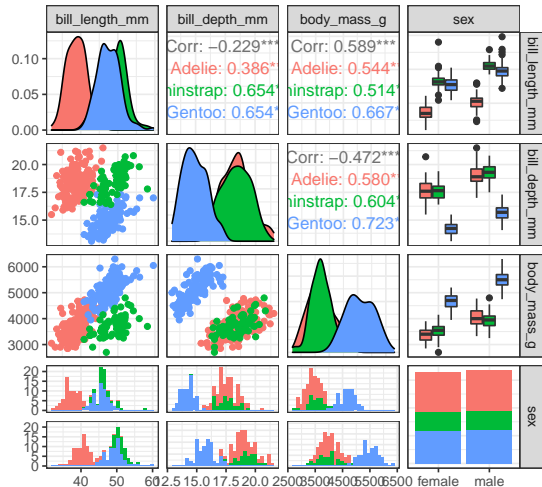 bill_length_mm bill_depth_mm body_mass_g sex
0.10
0.05
0.00
Corr: −0.229***
Adelie: 0.386**
ninstrap: 0.654*
Gentoo: 0.654*
Corr: 0.589***
Adelie: 0.544**
ninstrap: 0.514*
Gentoo: 0.667*
bill_length_mm
20.0
17.5
15.0
Corr: −0.472***
Adelie: 0.580**
ninstrap: 0.604*
Gentoo: 0.723*
bill_depth_mm
6000
5000
4000
3000
body_mass_g
20
15
10
5
0
20
15
10
5
0
sex
40 50 60
12.5 15.0 17.5 20.0
2500 3500 4500 5500 6500
female male